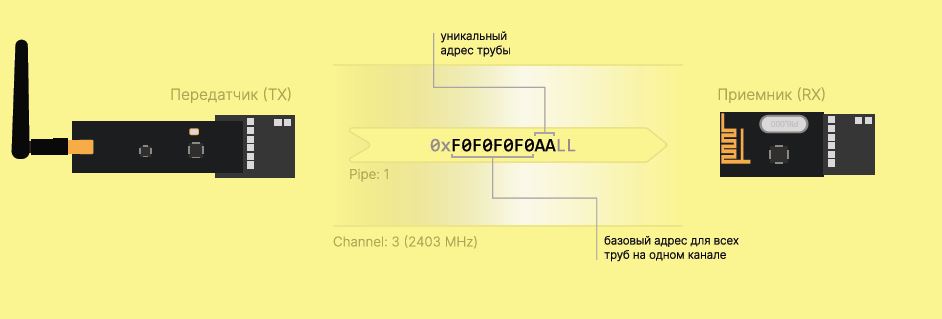 уникальный
адрес трубы
Передатчик (TX)
Приемник (RX)
0xF0F0F0F0AALL
Pipe: 1
Channel: 3 (2403 MHz)
базовый адрес для всех
труб на одном канале